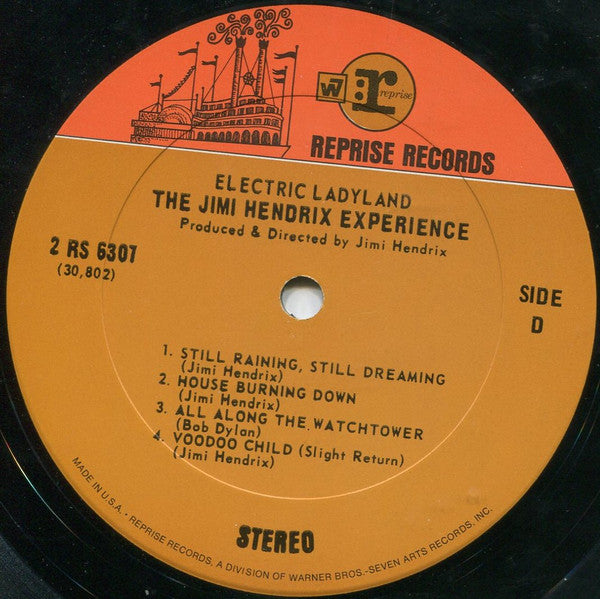 W7
r: reprise
REPRISE RECORDS
ELECTRIC LADYLAND
THE JIMI HENDRIX EXPERIENCE
Produced & Directed by Jimi Hendrix
2 RS 6307
(30,802)
SIDE
D
1. STILL RAINING, STILL DREAMING
(Jimi Hendrix)
2. HOUSE BURNING DOWN
(Jimi Hendrix)
3. ALL ALONG THE WATCHTOWER
(Bob Dylan)
4. VOODOO CHILD (Slight Return)
(Jimi Hendrix)
STEREO
MADE IN U.S.A. - REPRISE RECORDS, A DIVISION OF WARNER BROS.-SEVEN ARTS RECORDS, INC.